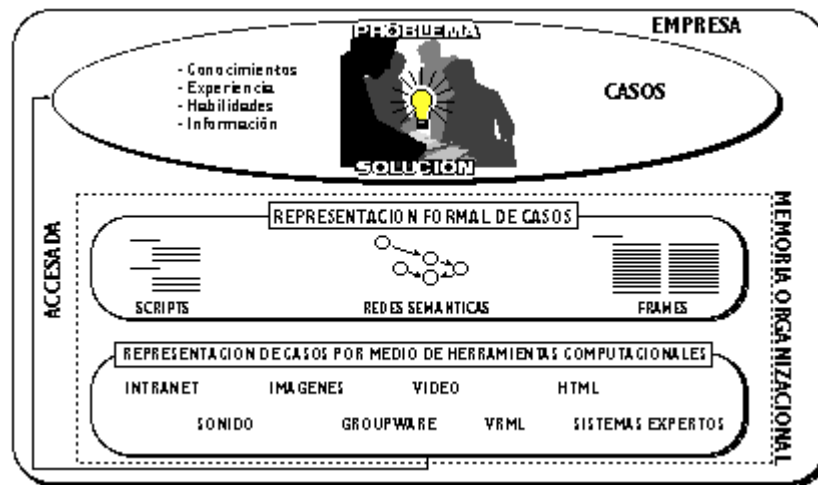 EMPRESA
PROBLEMA
- Conocimientos
- Experiencia
- Habilidades
- Información
CASOS
SOLUCION
ACCESADA
MEMORIA ORGANIZACIONAL
REPRESENTACION FORMAL DE CASOS
SCRIPTS
REDES SEMANTICAS
FRAMES
REPRESENTACION DE CASOS POR MEDIO DE HERRAMIENTAS COMPUTACIONALES
INTRANET IMAGENES VIDEO HTML
SONIDO GROUPWARE VRML SISTEMAS EXPERTOS